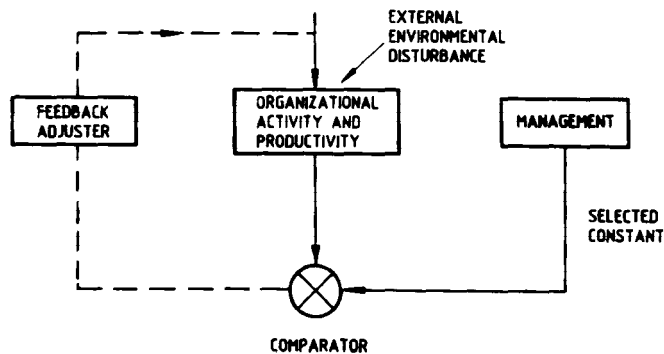 EXTERNAL
ENVIRONMENTAL
DISTURBANCE
FEEDBACK
ADJUSTER
ORGANIZATIONAL
ACTIVITY AND
PRODUCTIVITY
MANAGEMENT
SELECTED
CONSTANT
COMPARATOR